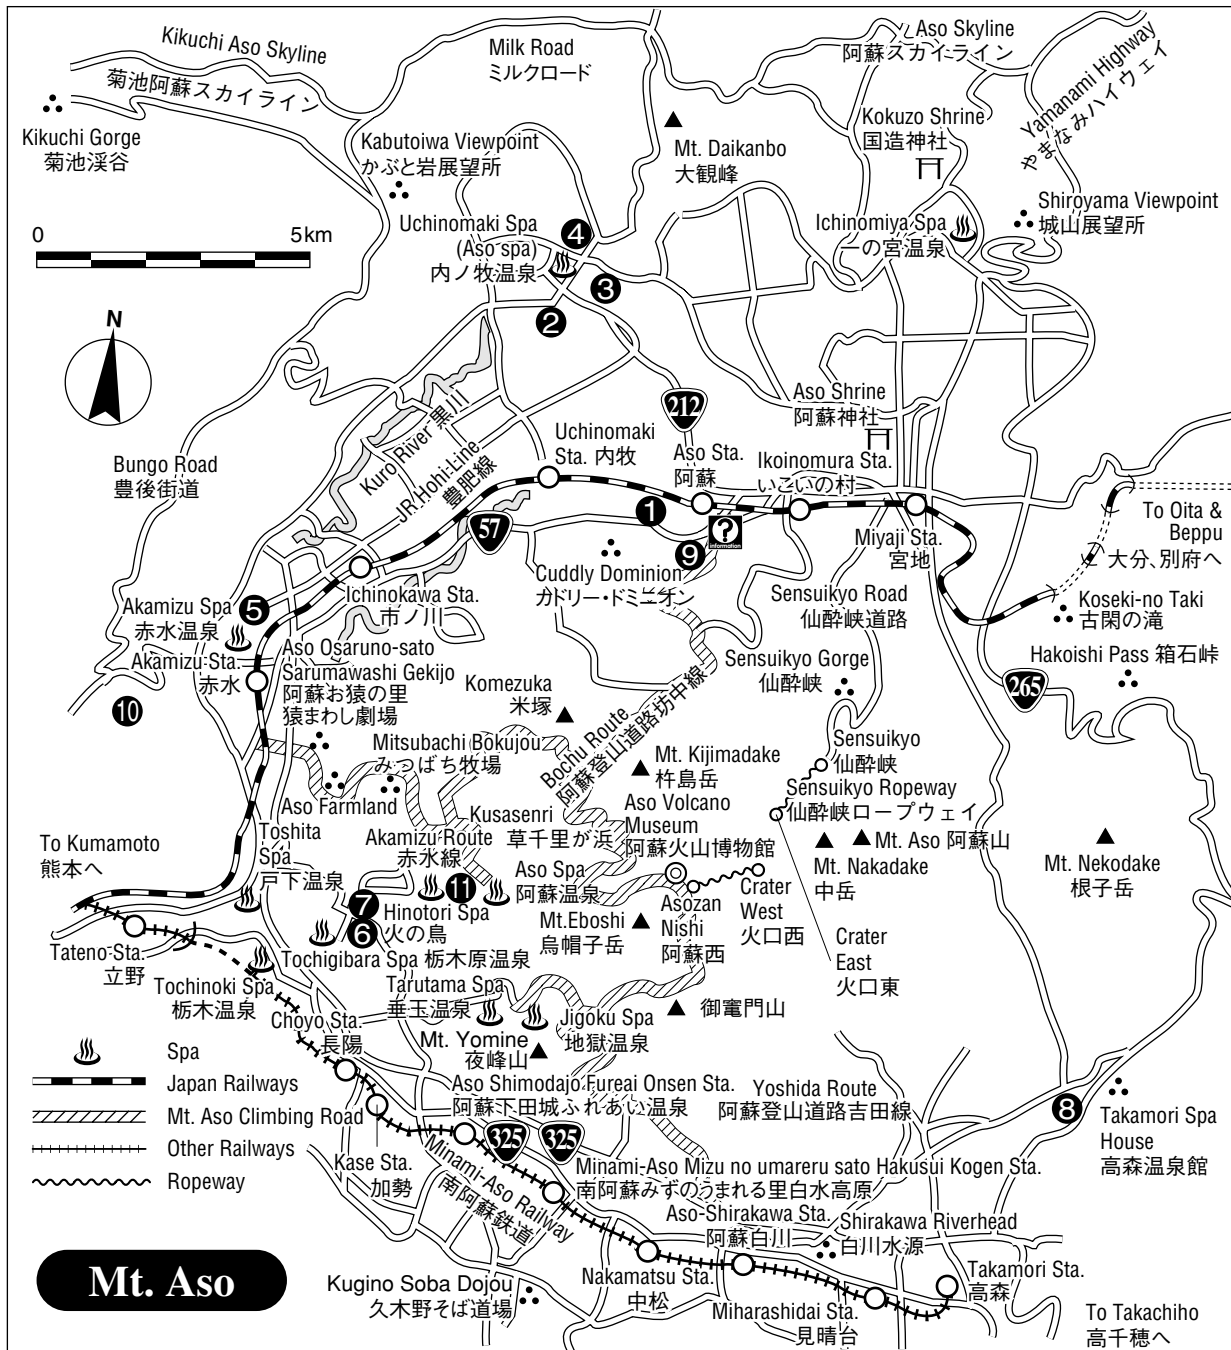 Kikuchi Aso Skyline
菊池阿蘇スカイライン
Milk Road
ミルクロード
Aso Skyline
阿蘇スカイライン
Yamanami Highway
やまなみハイウェイ
Kikuchi Gorge
菊池渓谷
Kabutoiwa Viewpoint
かぶと岩展望所
Mt. Daikanbo
大観峰
Kokuzo Shrine
国造神社
Shiroyama Viewpoint
城山展望所
Uchinomaki Spa
(Aso spa)
内ノ牧温泉
Ichinomiya Spa
一の宮温泉
0 5km
4
3
2
N
Aso Shrine
阿蘇神社
212
Uchinomaki
Sta. 内牧
Aso Sta.
阿蘇
Ikoinomura Sta.
いこいの村
Kuro River 黒川
JR/Hohi-Line
豊肥線
Bungo Road
豊後街道
57
1
9
?
information
Miyaji Sta.
宮地
To Oita &
Beppu
大分、別府へ
Cuddly Dominion
カドリー・ドミニオン
Ichinokawa Sta.
市ノ川
Sensuikyo Road
仙酔峡道路
Koseki-no Taki
古閑の滝
Akamizu Spa
赤水温泉
5
Akamizu Sta.
赤水
10
Aso Osaruno-sato
Sarumawashi Gekijo
阿蘇お猿の里
猿まわし劇場
Sensuikyo Gorge
仙酔峡
Hakoishi Pass 箱石峠
265
Komezuka
米塚
Bochu Route
阿蘇登山道路坊中線
Mitsubachi Bokujou
みつばち牧場
Mt. Kijimadake
杵島岳
Sensuikyo
仙酔峡
Sensuikyo Ropeway
仙酔峡ロープウェイ
Aso Farmland
Kusasenri
草千里が浜
Aso Volcano
Museum
阿蘇火山博物館
Mt. Aso 阿蘇山
Mt. Nakadake
中岳
Mt. Nekodake
根子岳
To Kumamoto
熊本へ
Toshita
Spa
戸下温泉
Akamizu Route
赤水線
Aso Spa
阿蘇温泉
11
7
6
Hinotori Spa
火の鳥
Mt.Eboshi
烏帽子岳
Asozan
Nishi
阿蘇西
Crater
West
火口西
Crater
East
火口東
Tateno Sta.
立野
Tochigibara Spa 栃木原温泉
Tochinoki Spa
栃木温泉
Tarutama Spa
垂玉温泉
Jigoku Spa
地獄温泉
御竃門山
Choyo Sta.
長陽
Mt. Yomine
夜峰山
Spa
Japan Railways
Mt. Aso Climbing Road
Other Railways
Ropeway
Aso Shimodajo Fureai Onsen Sta.
阿蘇下田城ふれあい温泉
Yoshida Route
阿蘇登山道路吉田線
8
Takamori Spa
House
高森温泉館
325
325
Kase Sta.
加勢
Minami-Aso Railway
南阿蘇鉄道
Minami-Aso Mizu no umareru sato Hakusui Kogen Sta.
南阿蘇みずのうまれる里白水高原
Aso-Shirakawa Sta.
阿蘇白川
Shirakawa Riverhead
白川水源
Mt. Aso
Kugino Soba Dojou
久木野そば道場
Nakamatsu Sta.
中松
Takamori Sta.
高森
Miharashidai Sta.
見晴台
To Takachiho
高千穂へ